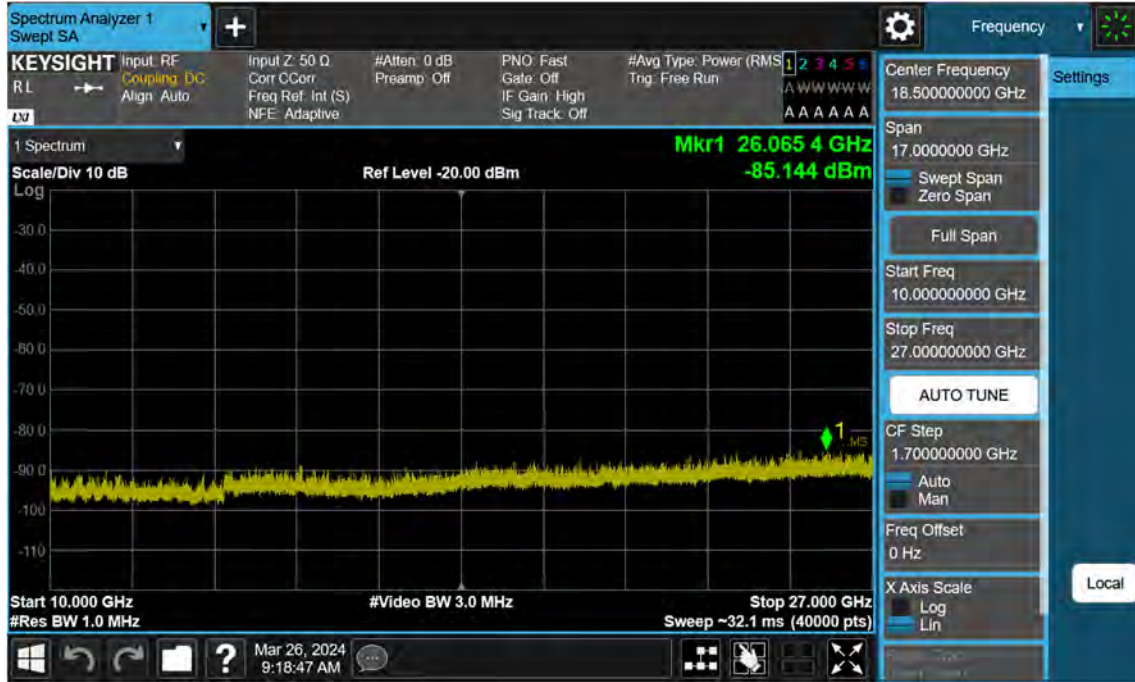 Spectrum Analyzer 1
Swept SA
Frequency
KEYSIGHT
RL
LXI
Input: RF
Coupling: DC
Align: Auto
Input Z: 50 Ω
Corr CCorr
Freq Ref: Int (S)
NFE: Adaptive
#Atten: 0 dB
Preamp: Off
PNO: Fast
Gate: Off
IF Gain: High
Sig Track: Off
#Avg Type: Power (RMS
Trig: Free Run
1 2 3 4 5 6
A W W W W W
A A A A A A
1 Spectrum
Scale/Div 10 dB
Ref Level -20.00 dBm
Mkr1 26.065 4 GHz
-85.144 dBm
Log
-30.0
-40.0
-50.0
-60.0
-70.0
-80.0
-90.0
-100
-110
1
Start 10.000 GHz
#Video BW 3.0 MHz
Stop 27.000 GHz
#Res BW 1.0 MHz
Sweep ~32.1 ms (40000 pts)
?
Mar 26, 2024
9:18:47 AM
Center Frequency
18.500000000 GHz
Settings
Span
17.0000000 GHz
Swept Span
Zero Span
Full Span
Start Freq
10.000000000 GHz
Stop Freq
27.000000000 GHz
AUTO TUNE
CF Step
1.700000000 GHz
Auto
Man
Freq Offset
0 Hz
X Axis Scale
Log
Lin
Local